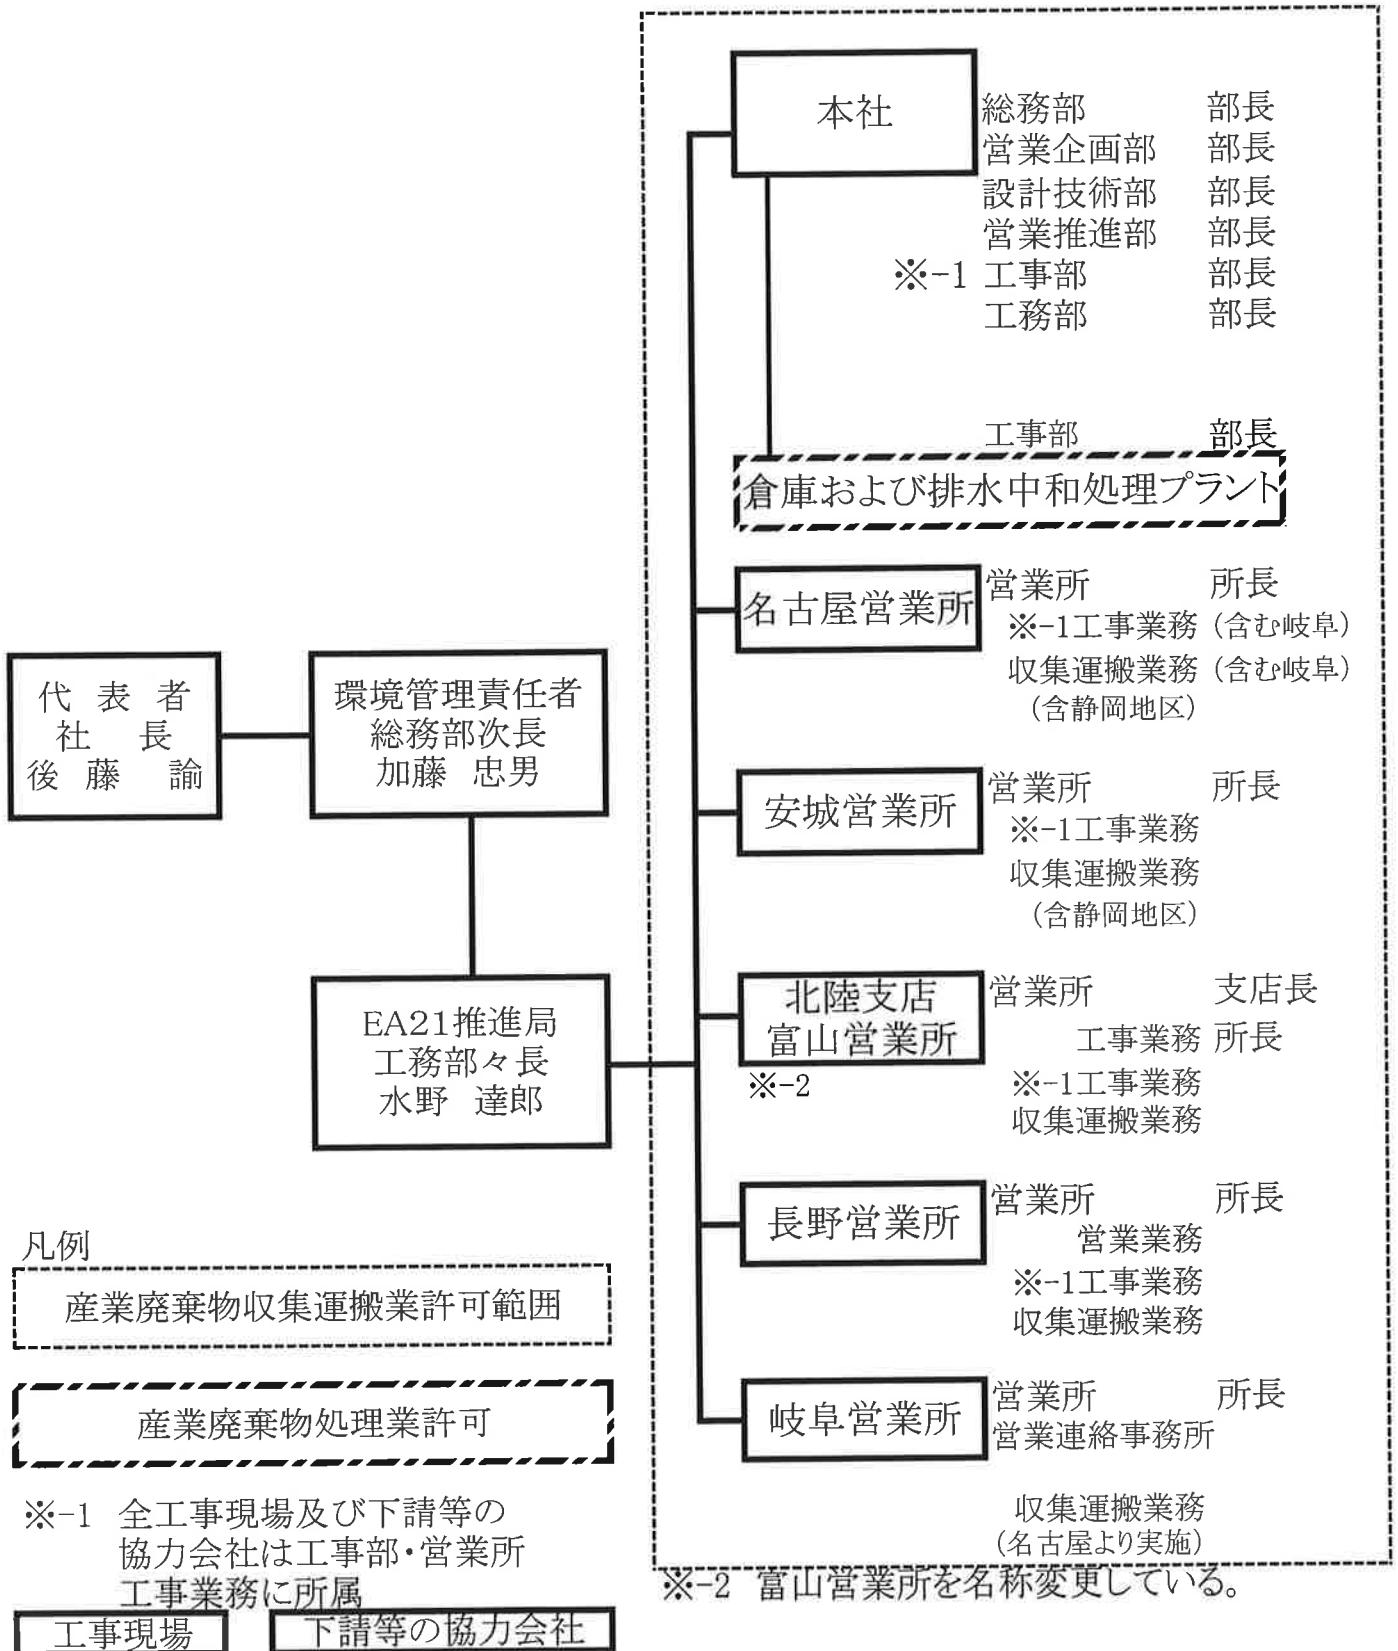 代表者
社長
後藤 諭
環境管理責任者
総務部次長
加藤 忠男
EA21推進局
工務部々長
水野 達郎
本社
総務部 部長
営業企画部 部長
設計技術部 部長
営業推進部 部長
※-1 工事部 部長
工務部 部長
工事部 部長
倉庫および排水中和処理プラント
名古屋営業所
営業所 所長
※-1工事業務 (含む岐阜)
収集運搬業務 (含む岐阜)
(含静岡地区)
安城営業所
営業所 所長
※-1工事業務
収集運搬業務
(含静岡地区)
北陸支店
富山営業所
※-2
営業所 支店長
工事業務 所長
※-1工事業務
収集運搬業務
長野営業所
営業所 所長
営業業務
※-1工事業務
収集運搬業務
岐阜営業所
営業所 所長
営業連絡事務所
収集運搬業務
(名古屋より実施)
※-2 富山営業所を名称変更している。
凡例
産業廃棄物収集運搬業許可範囲
産業廃棄物処理業許可
※-1 全工事現場及び下請等の
協力会社は工事部・営業所
工事業務に所属
工事現場
下請等の協力会社